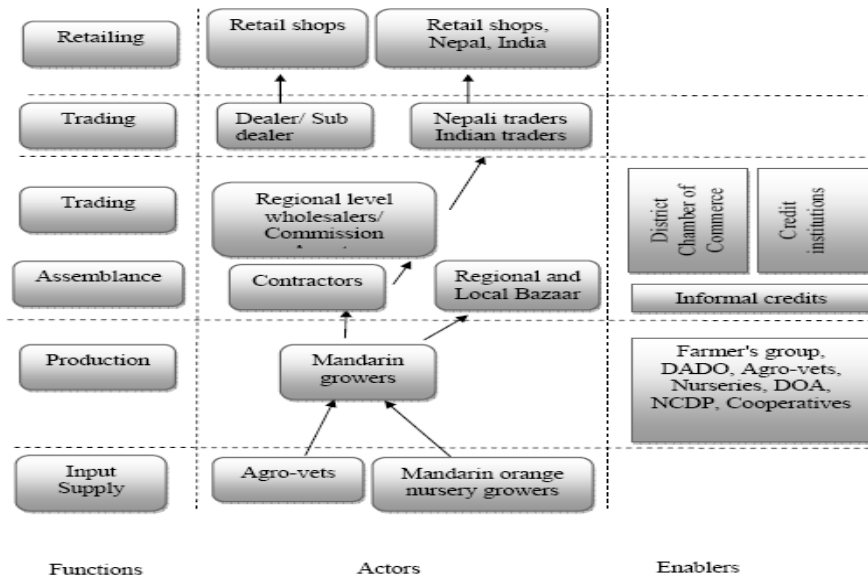 Retailing
Retail shops
Retail shops,
Nepal, India
Trading
Dealer/ Sub
dealer
Nepali traders
Indian traders
Trading
Regional level
wholesalers/
Commission
District
Chamber of
Commerce
Credit
institutions
Assemblance
Contractors
Regional and
Local Bazaar
Informal credits
Production
Mandarin
growers
Farmer's group,
DADO, Agro-vets,
Nurseries, DOA,
NCDP, Cooperatives
Input
Supply
Agro-vets
Mandarin orange
nursery growers
Functions
Actors
Enablers